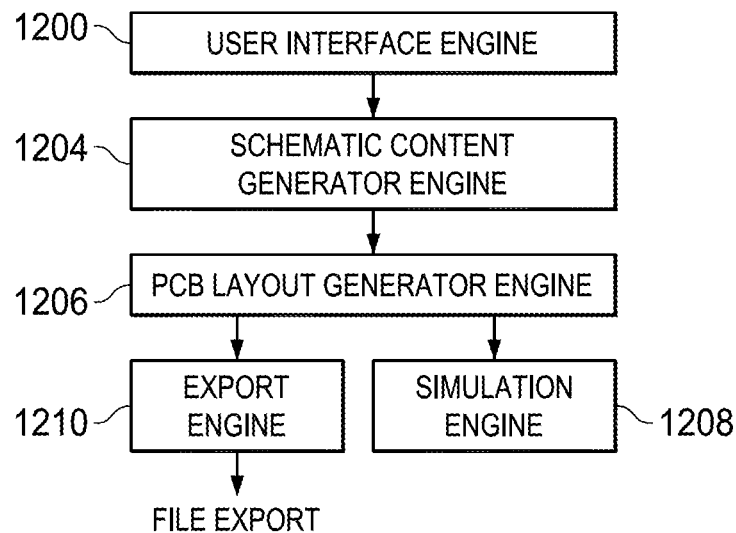 1200
USER INTERFACE ENGINE
1204
SCHEMATIC CONTENT
GENERATOR ENGINE
1206
PCB LAYOUT GENERATOR ENGINE
1210
EXPORT
ENGINE
SIMULATION
ENGINE
1208
FILE EXPORT